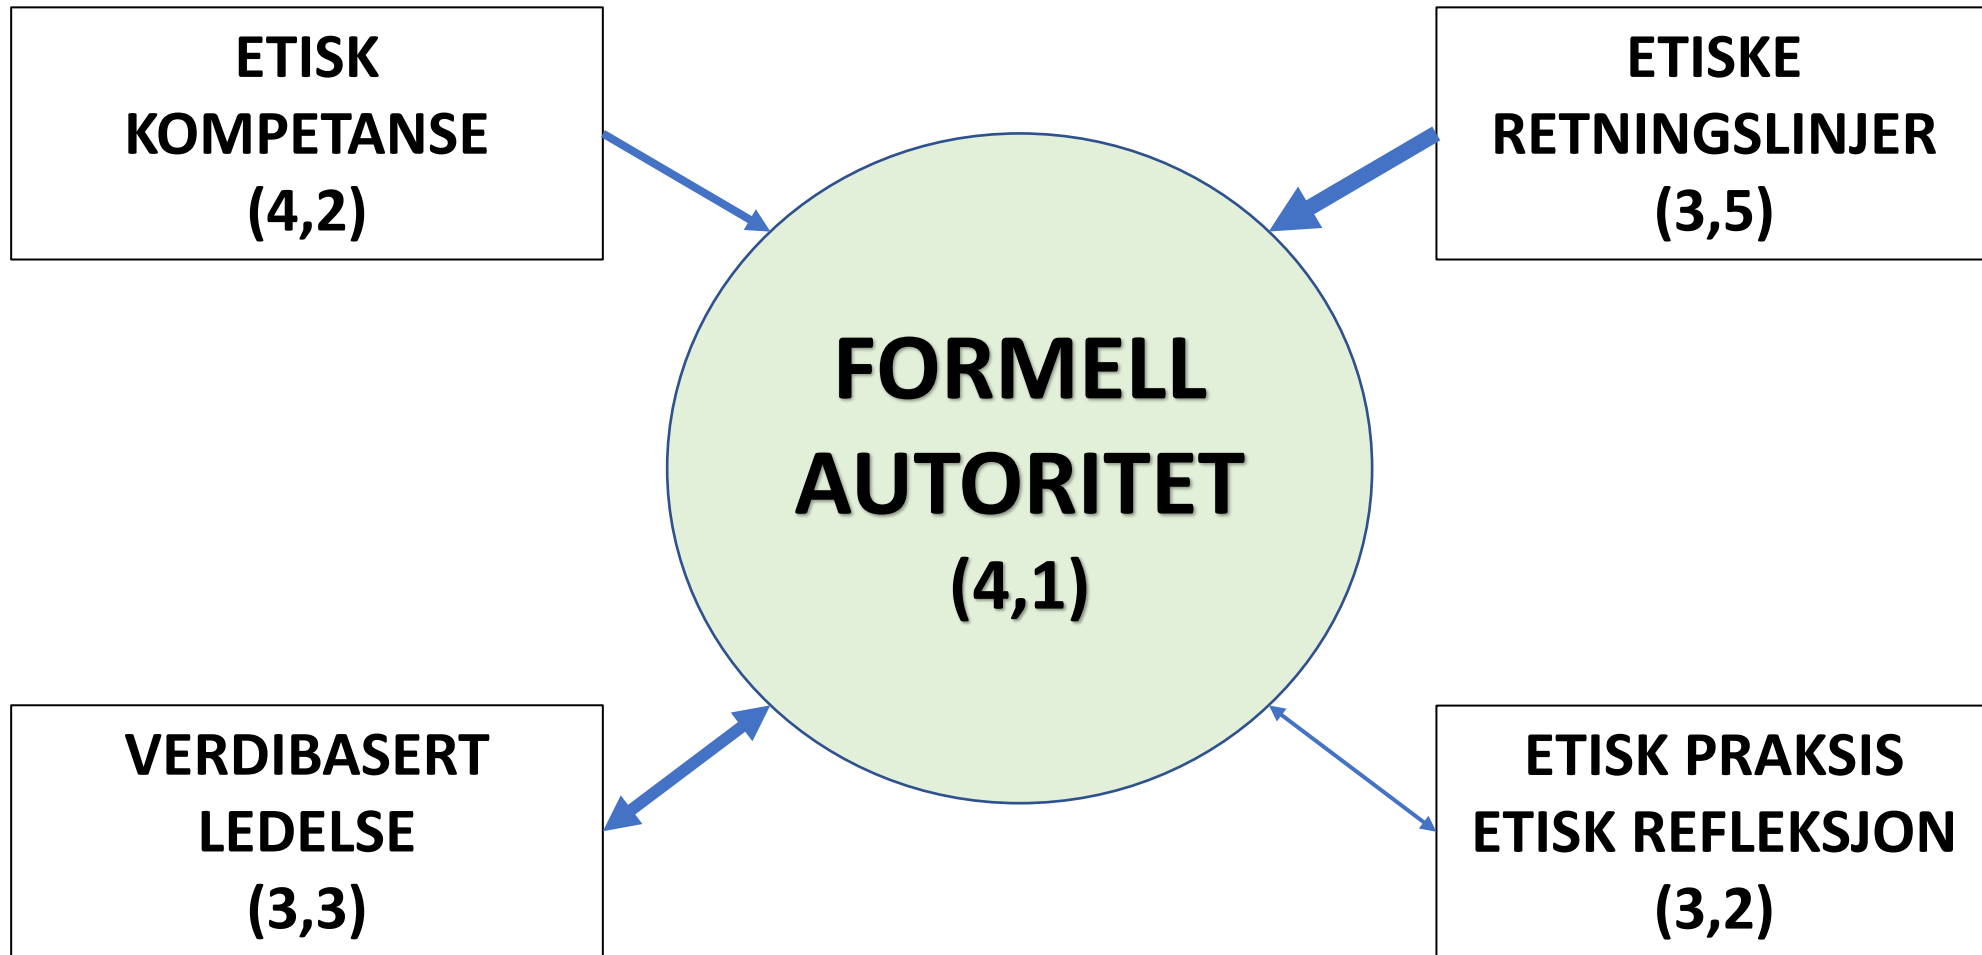 ETISK
KOMPETANSE
(4,2)
ETISKE
RETNINGSLINJER
(3,5)
FORMELL
AUTORITET
(4,1)
VERDIBASERT
LEDELSE
(3,3)
ETISK PRAKSIS
ETISK REFLEKSJON
(3,2)